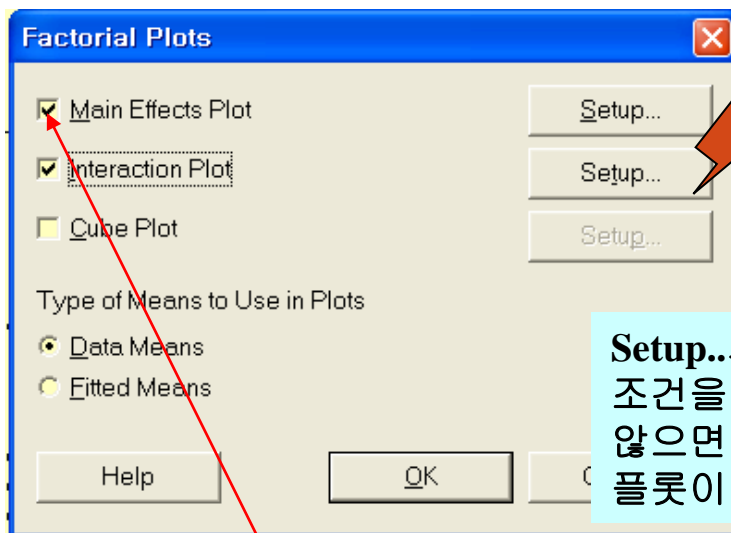 Factorial Plots
Main Effects Plot
Setup...
Interaction Plot
Setup...
Cube Plot
Setup...
Type of Means to Use in Plots
Data Means
Fitted Means
Help
OK
Setup...
조건을
않으면
플롯이